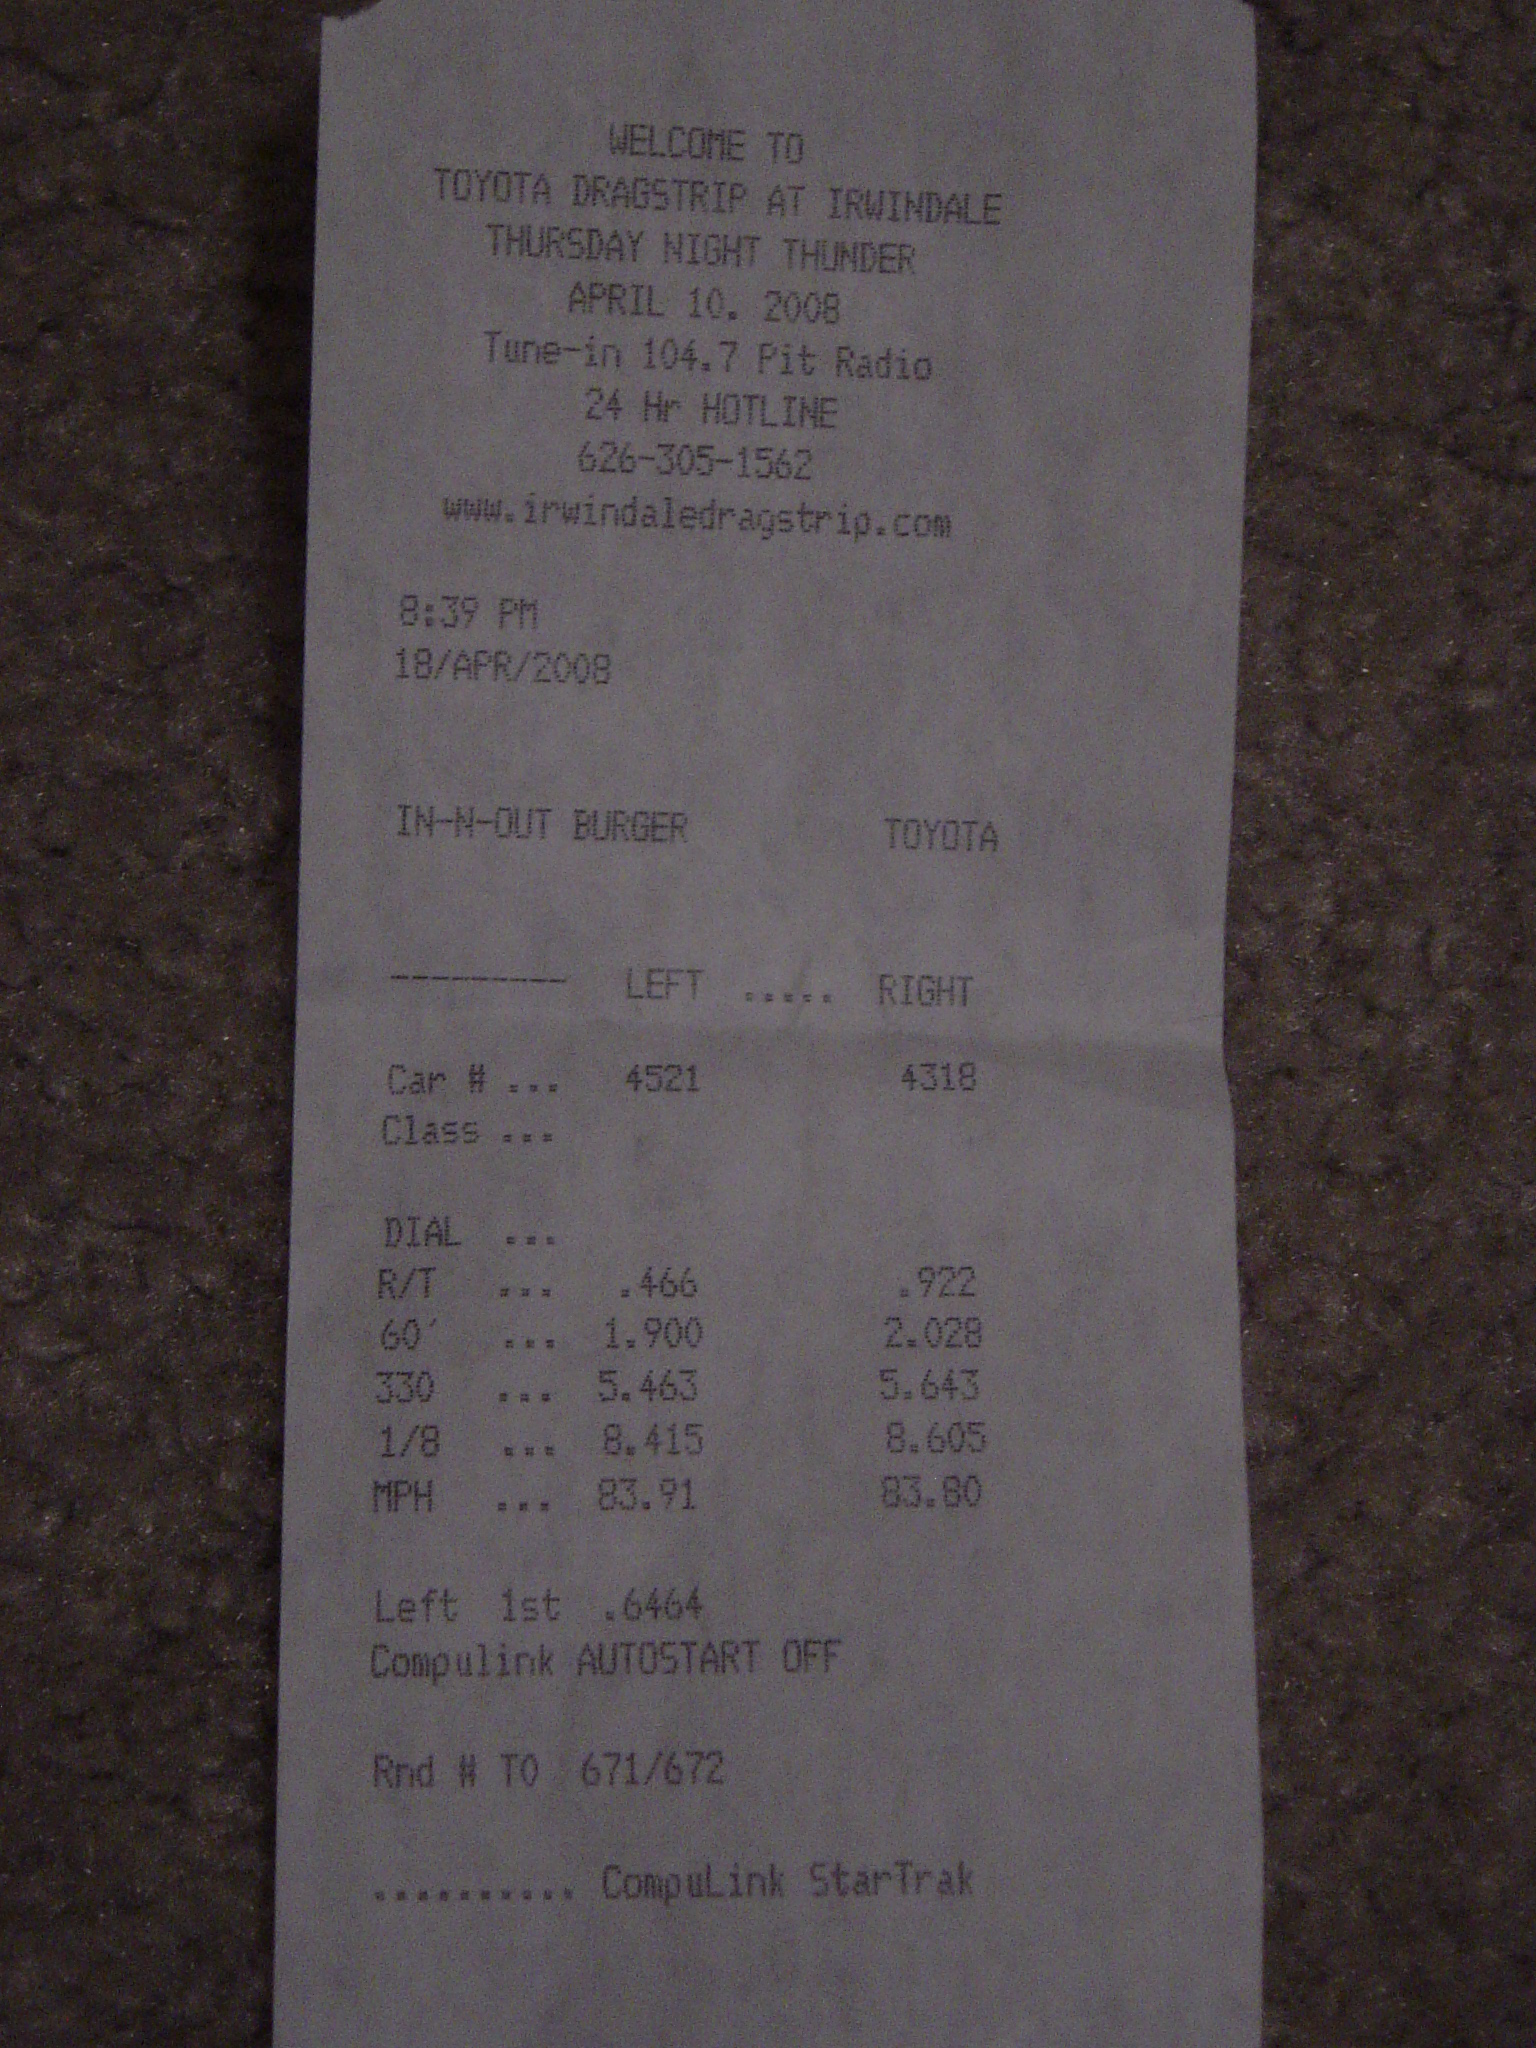 WELCOME TO
TOYOTA DRAGSTRIP AT IRWINDALE
THURSDAY NIGHT THUNDER
APRIL 10. 2008
Tune-in 104.7 Pit Radio
24 Hr HOTLINE
626-305-1562
www.irwindaledragstrip.com
8:39 PM
18/APR/2008
IN-N-OUT BURGER TOYOTA
--------- LEFT ..... RIGHT
Car # ... 4521 4318
Class ...
DIAL ...
R/T ... .466 .922
60' ... 1.900 2.028
330 ... 5.463 5.643
1/8 ... 8.415 8.605
MPH ... 83.91 83.80
Left 1st .6464
Compulink AUTOSTART OFF
Rnd # TO 671/672
.......... CompuLink StarTrak